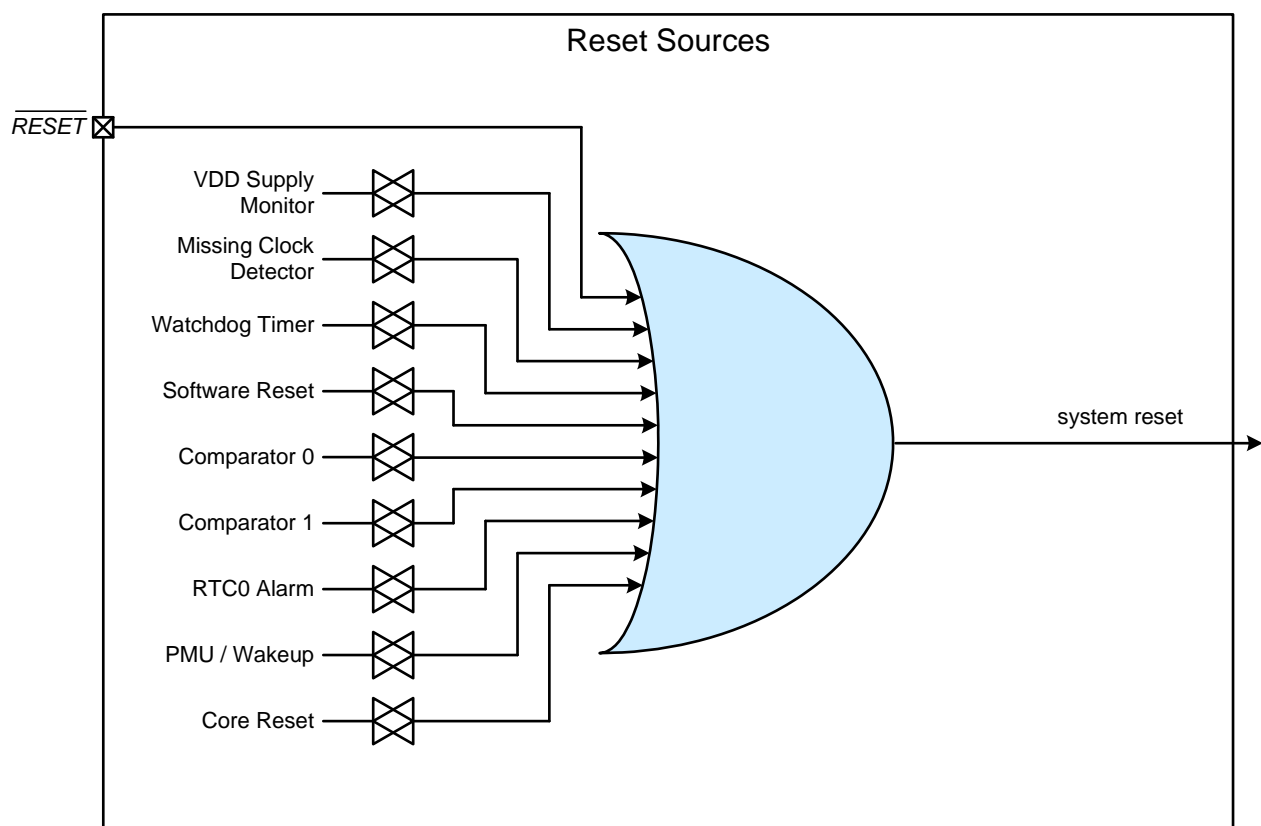 Reset Sources
RESET
VDD Supply
Monitor
Missing Clock
Detector
Watchdog Timer
Software Reset
Comparator 0
Comparator 1
RTC0 Alarm
PMU / Wakeup
Core Reset
system reset